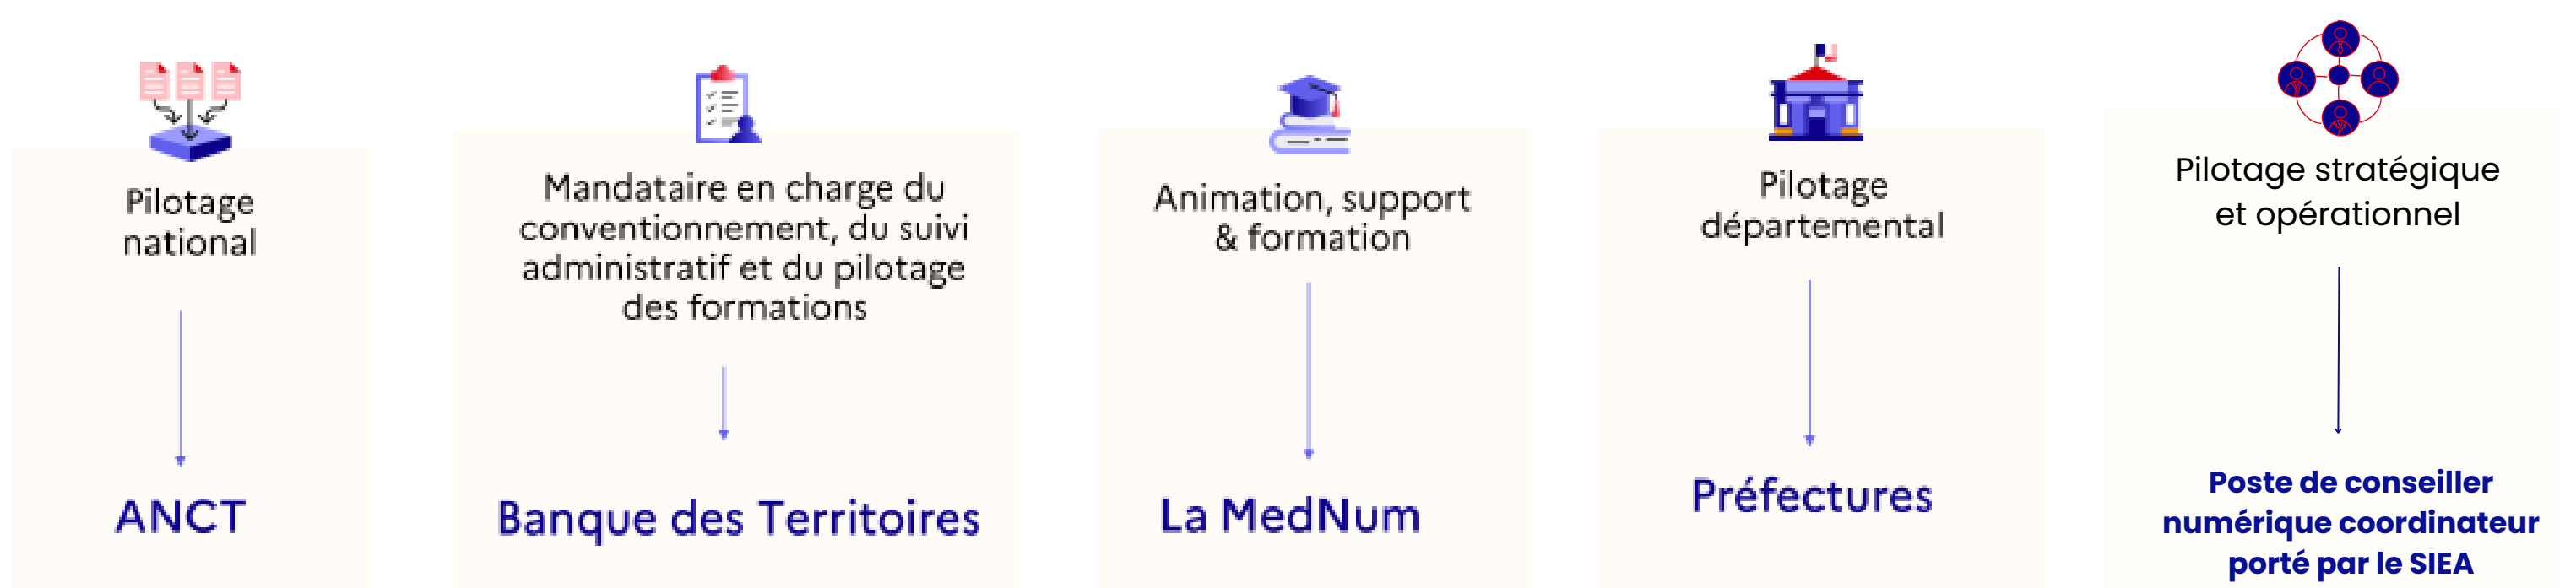 Pilotage
national
ANCT
Mandataire en charge du
conventionnement, du suivi
administratif et du pilotage
des formations
Banque des Territoires
Animation, support
& formation
La MedNum
Pilotage
départemental
Préfectures
Pilotage stratégique
et opérationnel
Poste de conseiller
numérique coordinateur
porté par le SIEA